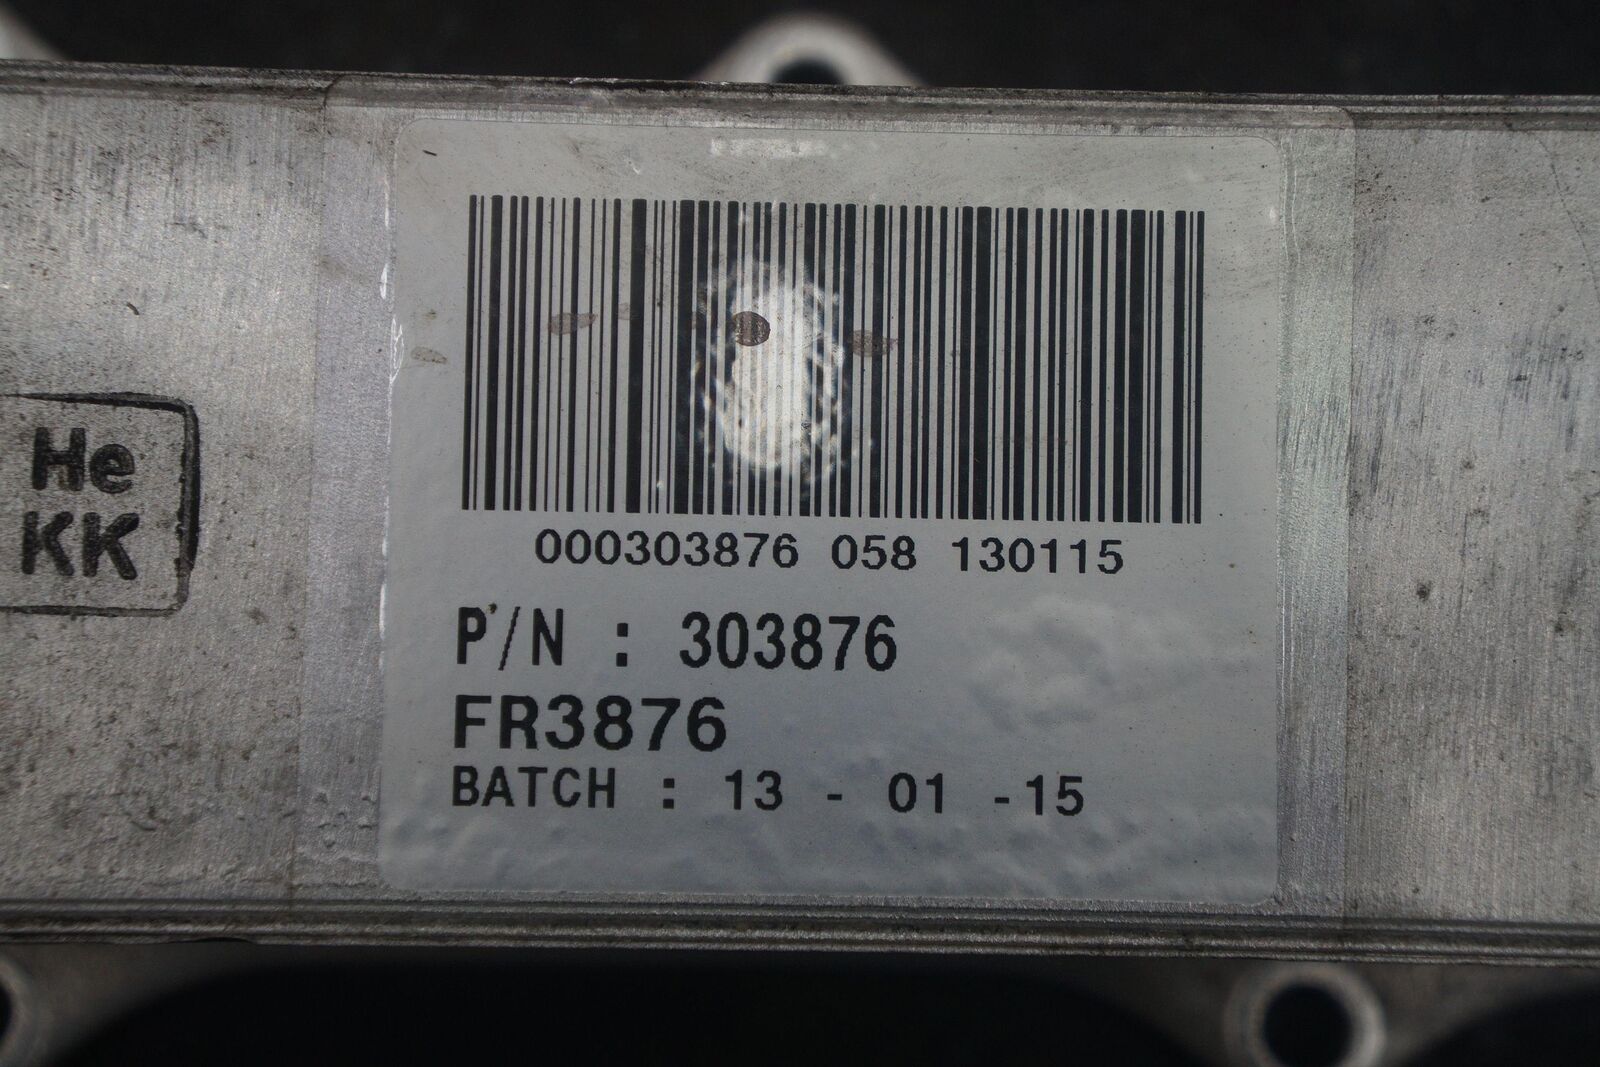 He
KK
000303876 058 130115
P/N : 303876
FR3876
BATCH : 13 - 01 -15